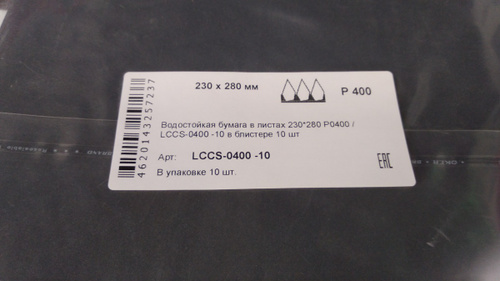 230 x 280 мм
P 400
Водостойкая бумага в листах 230*280 P0400 /
LCCS-0400 -10 в блистере 10 шт
Арт: LCCS-0400 -10
В упаковке 10 шт.
EAC
4620143257237